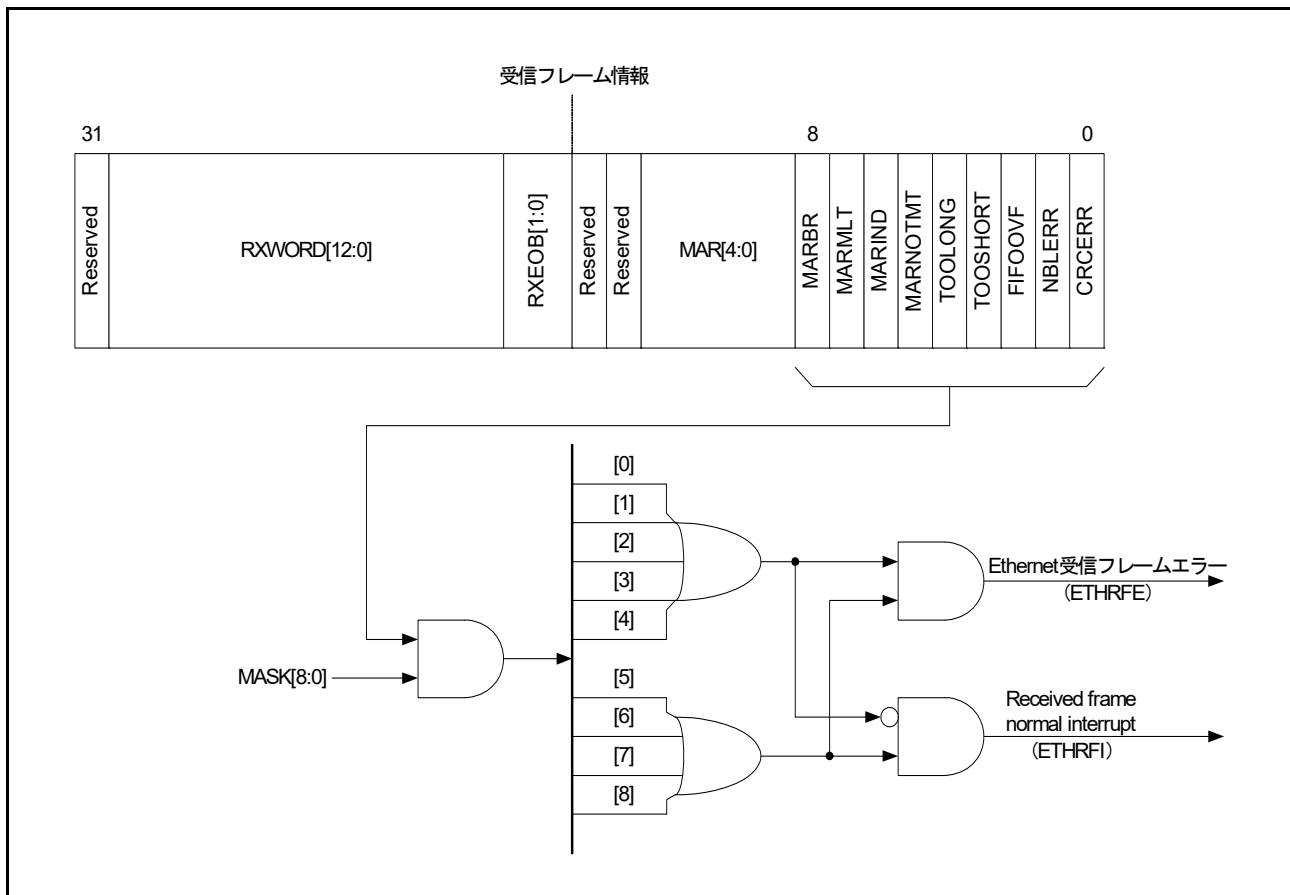 受信フレーム情報
31
8
0
Reserved
RXWORD[12:0]
RXEOB[1:0]
Reserved
Reserved
MAR[4:0]
MARBR
MARMLT
MARIND
MARNOTMT
TOOLONG
TOOSHORT
FIFOOVF
NBLERR
CRCERR
[0]
[1]
[2]
[3]
[4]
Ethernet受信フレームエラー
（ETHRFE）
MASK[8:0]
[5]
[6]
[7]
[8]
Received frame
normal interrupt
（ETHRFI）